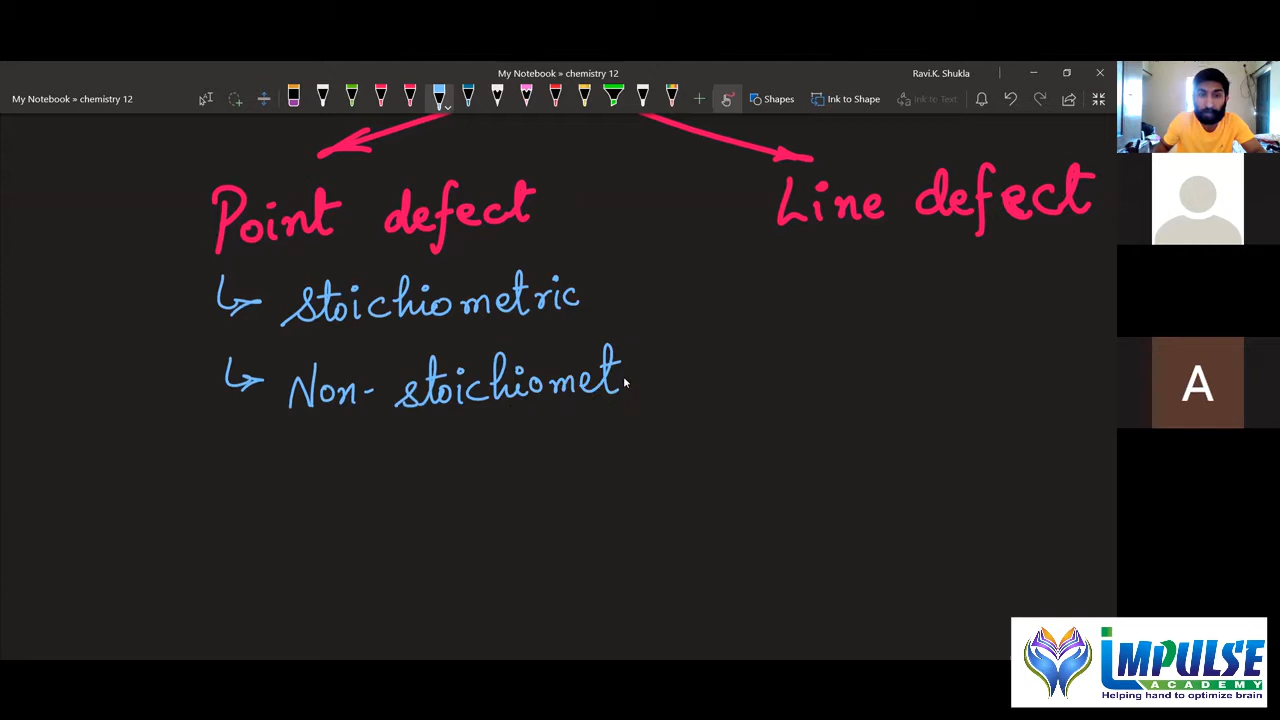 My Notebook » chemistry 12
Ravi.K. Shukla
My Notebook » chemistry 12
Shapes
Ink to Shape
Ink to Text
Point defect
Line defect
stoichiometric
Non-stoichiomet
A
iMPULSE
ACADEMY
Helping hand to optimize brain